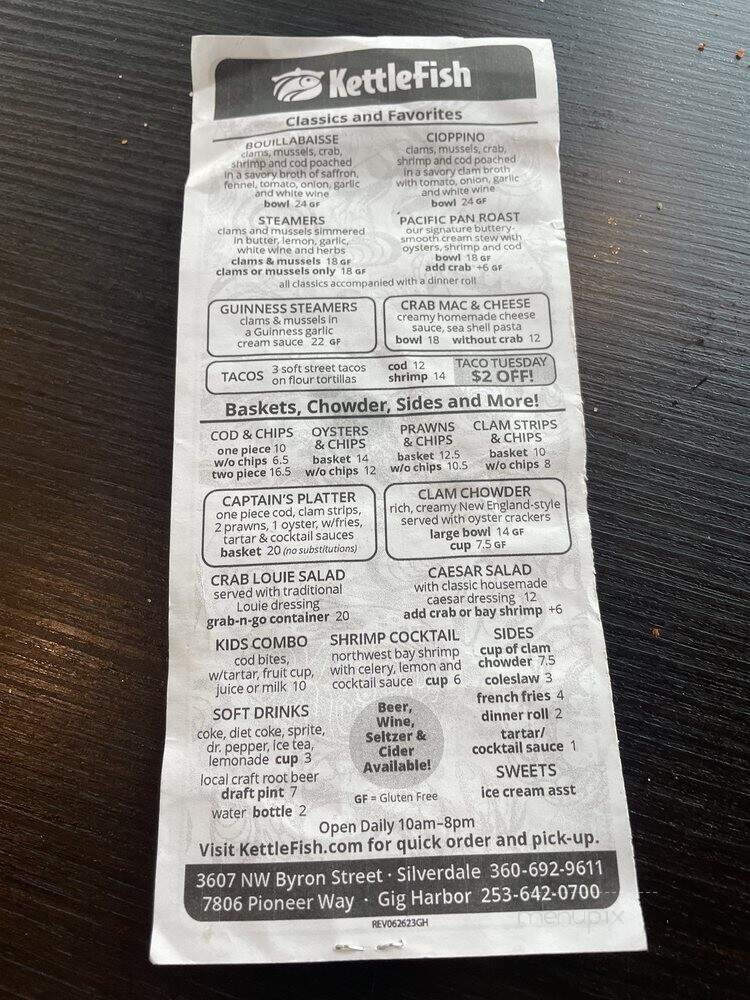 KettleFish
Classics and Favorites
BOUILLABAISSE
clams, mussels, crab,
shrimp and cod poached
in a savory broth of saffron,
fennel, tomato, onion, garlic
and white wine
bowl 24 GF
CIOPPINO
clams, mussels, crab,
shrimp and cod poached
in a savory clam broth
with tomato, onion, garlic
and white wine
bowl 24 GF
STEAMERS
clams and mussels simmered
in butter, lemon, garlic,
white wine and herbs
clams & mussels 18 GF
clams or mussels only 18 GF
PACIFIC PAN ROAST
our signature buttery-
smooth cream stew with
oysters, shrimp and cod
bowl 18 GF
add crab +6 GF
all classics accompanied with a dinner roll
GUINNESS STEAMERS
clams & mussels in
a Guinness garlic
cream sauce 22 GF
CRAB MAC & CHEESE
creamy homemade cheese
sauce, sea shell pasta
bowl 18 without crab 12
TACOS 3 soft street tacos
on flour tortillas
cod 12
shrimp 14
TACO TUESDAY
$2 OFF!
Baskets, Chowder, Sides and More!
COD & CHIPS
one piece 10
w/o chips 6.5
two piece 16.5
OYSTERS
& CHIPS
basket 14
w/o chips 12
PRAWNS
& CHIPS
basket 12.5
w/o chips 10.5
CLAM STRIPS
& CHIPS
basket 10
w/o chips 8
CAPTAIN'S PLATTER
one piece cod, clam strips,
2 prawns, 1 oyster, w/fries,
tartar & cocktail sauces
basket 20 (no substitutions)
CLAM CHOWDER
rich, creamy New England-style
served with oyster crackers
large bowl 14 GF
cup 7.5 GF
CRAB LOUIE SALAD
served with traditional
Louie dressing
grab-n-go container 20
CAESAR SALAD
with classic housemade
caesar dressing 12
add crab or bay shrimp +6
KIDS COMBO
cod bites,
w/tartar, fruit cup,
juice or milk 10
SHRIMP COCKTAIL
northwest bay shrimp
with celery, lemon and
cocktail sauce cup 6
SIDES
cup of clam
chowder 7.5
coleslaw 3
french fries 4
dinner roll 2
tartar/
cocktail sauce 1
SOFT DRINKS
coke, diet coke, sprite,
dr. pepper, ice tea,
lemonade cup 3
local craft root beer
draft pint 7
water bottle 2
Beer,
Wine,
Seltzer &
Cider
Available!
GF = Gluten Free
SWEETS
ice cream asst
Open Daily 10am–8pm
Visit KettleFish.com for quick order and pick-up.
3607 NW Byron Street · Silverdale 360-692-9611
7806 Pioneer Way · Gig Harbor 253-642-0700
REV062623GH
menupix